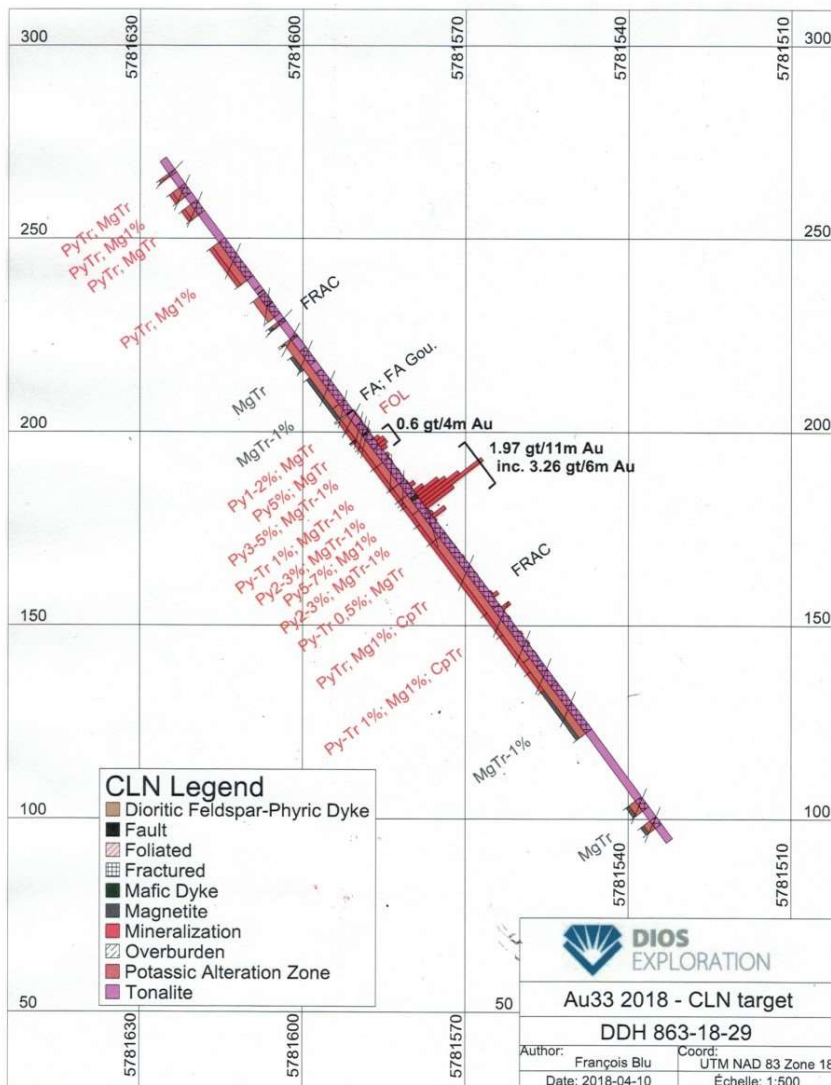 5781630
5781600
5781570
5781540
5781510
300
300
250
250
PyTr; MgTr
PyTr; Mg1%
PyTr; MgTr
PyTr; Mg1%
FRAC
FA; FA Gou.
FOL
MgTr
200
200
0.6 gt/4m Au
1.97 gt/11m Au
inc. 3.26 gt/6m Au
MgTr-1%
Py1-2%; MgTr
Py5%; MgTr
Py3-5%; MgTr-1%
Py-Tr 1%; MgTr-1%
Py2-3%; MgTr-1%
Py5-7%; Mg1%
Py2-3%; MgTr-1%
Py-Tr 0,5%; MgTr
PyTr; Mg1%; CpTr
Py-Tr 1%; Mg1%; CpTr
FRAC
150
150
MgTr-1%
MgTr
100
100
CLN Legend
Dioritic Feldspar-Phyric Dyke
Fault
Foliated
Fractured
Mafic Dyke
Magnetite
Mineralization
Overburden
Potassic Alteration Zone
Tonalite
50
50
5781630
5781600
5781570
5781540
5781510
DIOS
EXPLORATION
Au33 2018 - CLN target
DDH 863-18-29
Author:
François Blu
Coord:
UTM NAD 83 Zone 18
Date: 2018-04-10
Échelle: 1:500